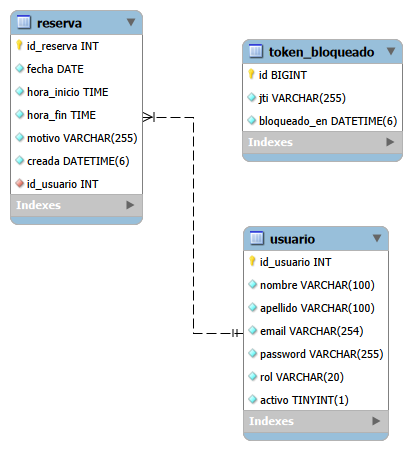 reserva
id_reserva INT
fecha DATE
hora_inicio TIME
hora_fin TIME
motivo VARCHAR(255)
creada DATETIME(6)
id_usuario INT
Indexes
token_bloqueado
id BIGINT
jti VARCHAR(255)
bloqueado_en DATETIME(6)
Indexes
usuario
id_usuario INT
nombre VARCHAR(100)
apellido VARCHAR(100)
email VARCHAR(254)
password VARCHAR(255)
rol VARCHAR(20)
activo TINYINT(1)
Indexes